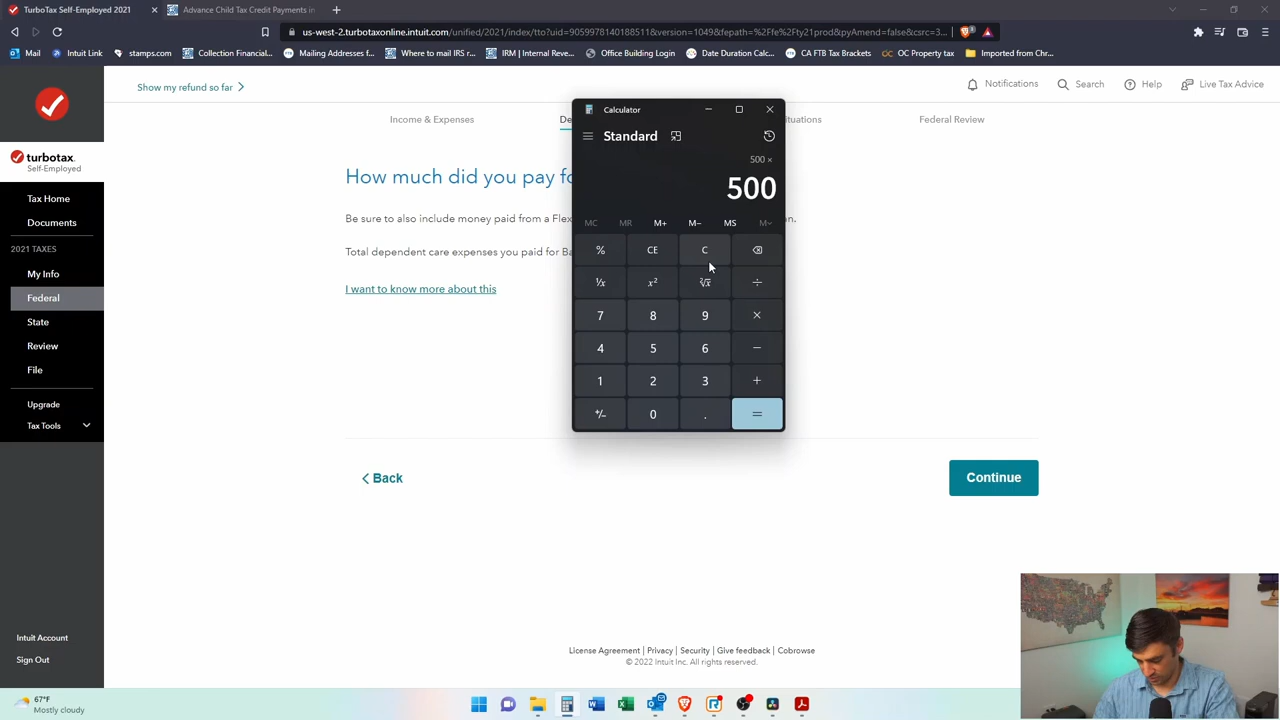 TurboTax Self-Employed 2021
Advance Child Tax Credit Payments in
us-west-2.turbotaxonline.intuit.com/unified/2021/index/tto?uid=9059978140188511&version=1049&fepath=%2Ffe%2Fty21prod&pyAmend=false&csrc=3...
Mail
Intuit Link
stamps.com
Collection Financial...
Mailing Addresses f...
Where to mail IRS r...
IRM | Internal Reve...
Office Building Login
Date Duration Calc...
CA FTB Tax Brackets
OC Property tax
Imported from Chr...
Show my refund so far
Notifications
Search
Help
Live Tax Advice
Income & Expenses
De
ituations
Federal Review
turbotax
Self-Employed
Tax Home
Documents
2021 TAXES
My Info
Federal
State
Review
File
Upgrade
Tax Tools
Intuit Account
Sign Out
How much did you pay fo
Be sure to also include money paid from a Flex
n.
Total dependent care expenses you paid for Ba
I want to know more about this
Calculator
Standard
500 ×
500
MC MR M+ M− MS M
% CE C
¹/x x² ²√x ÷
7 8 9 ×
4 5 6 −
1 2 3 +
+/− 0 . =
Back
Continue
License Agreement | Privacy | Security | Give feedback | Cobrowse
© 2022 Intuit Inc. All rights reserved.
67°F
Mostly cloudy